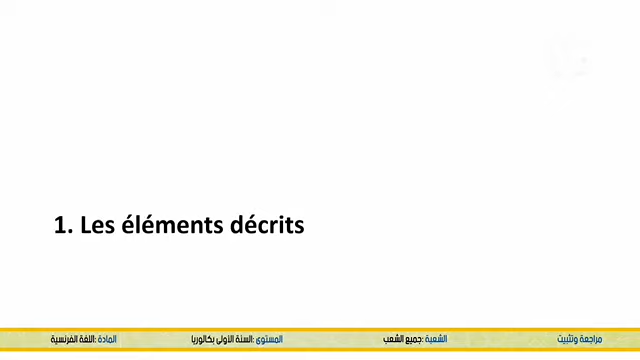 1. Les éléments décrits
مراجعة وتثبيت
الشعبة :جميع الشعب
المستوى :السنة الأولى بكالوريا
المادة :اللغة الفرنسية